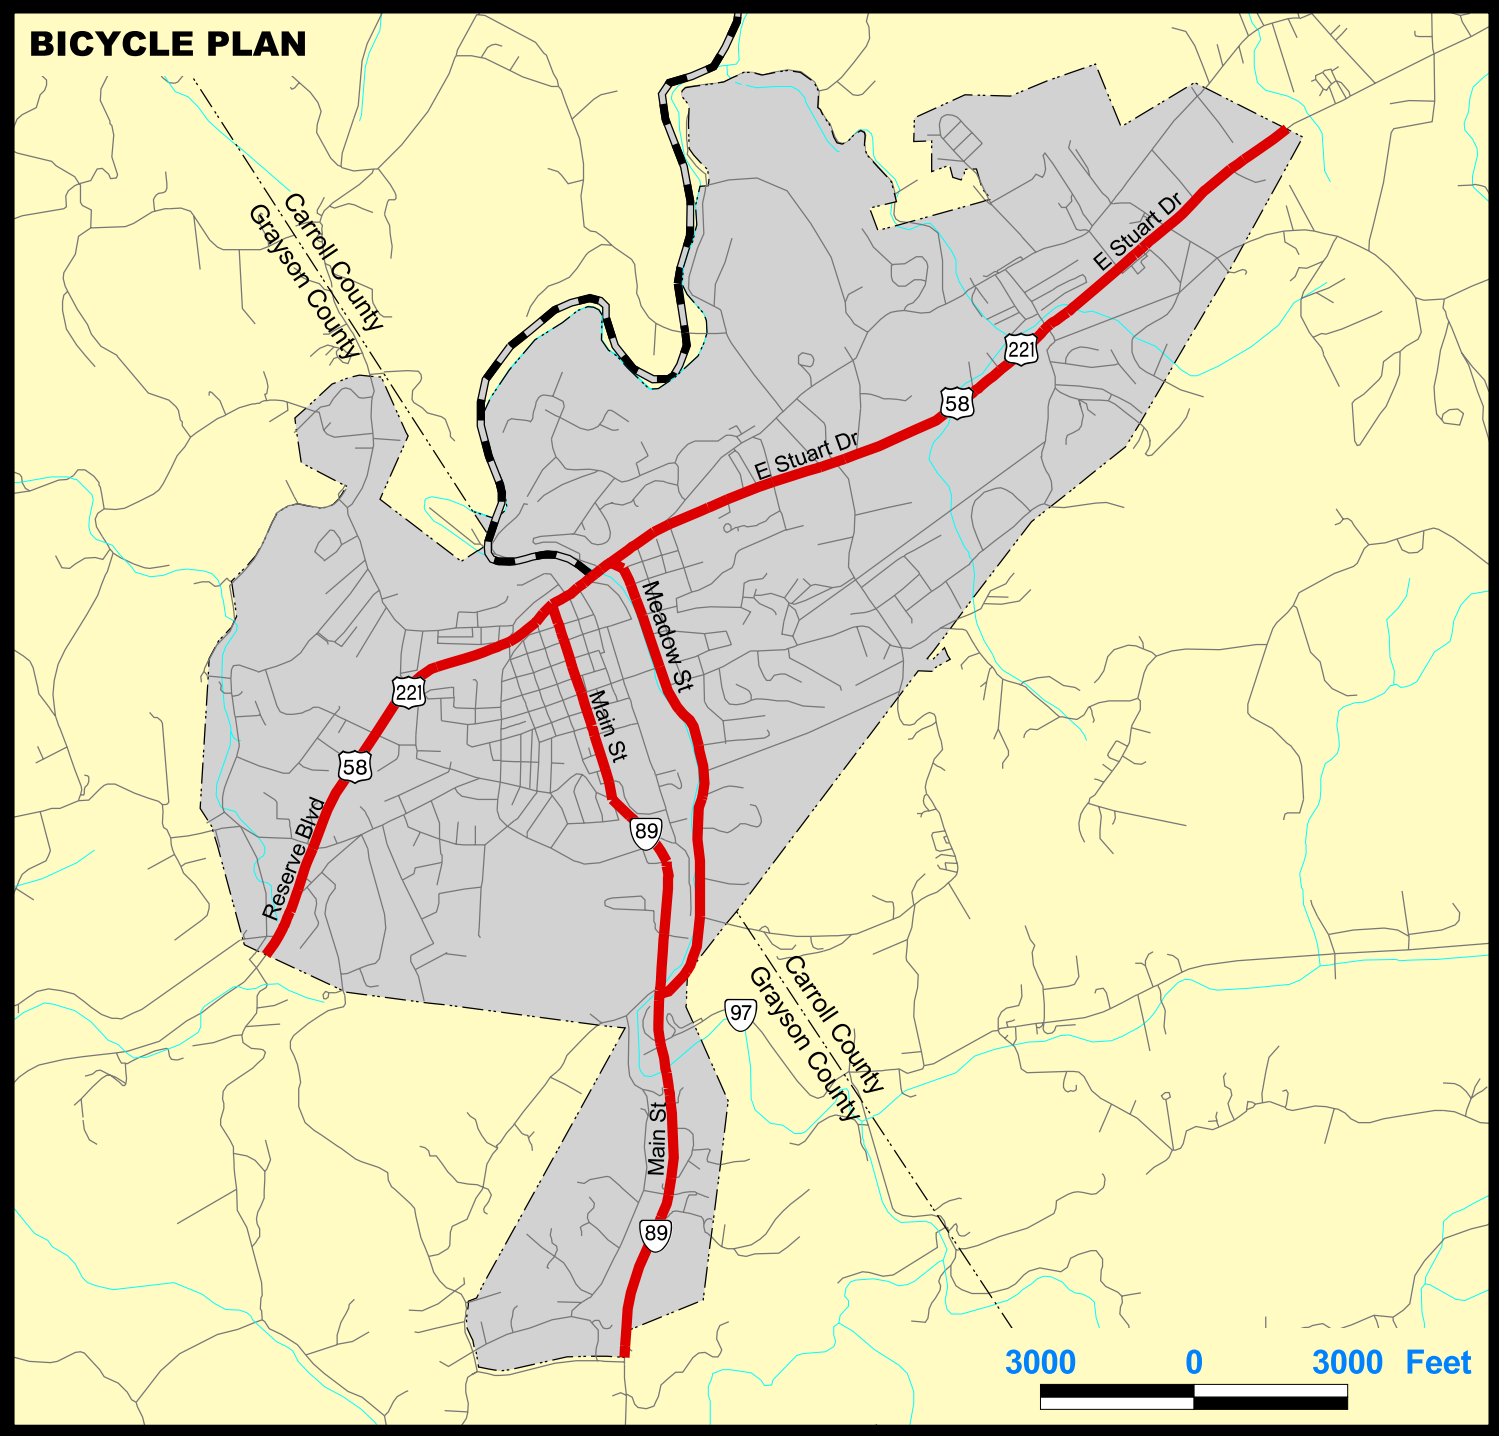 BICYCLE PLAN
Carroll County
Grayson County
E Stuart Dr
221
58
E Stuart Dr
Meadow St
221
Main St
58
Reserve Blvd
89
Carroll County
Grayson County
97
Main St
89
3000 0 3000 Feet